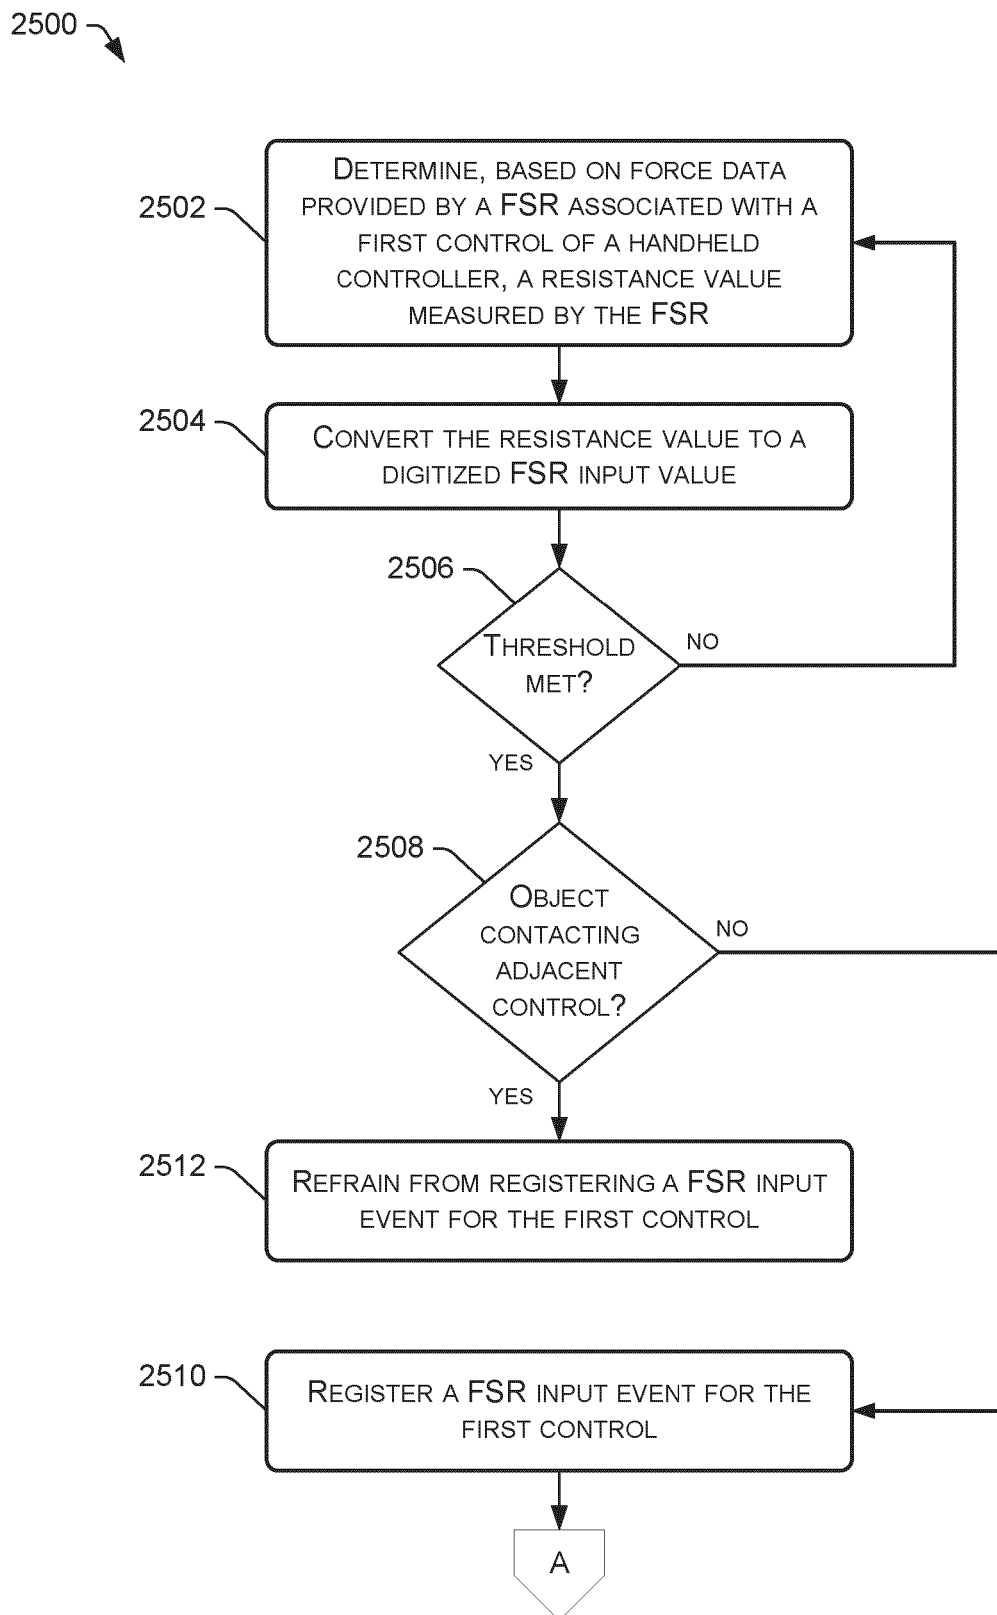 2500
2502
DETERMINE, BASED ON FORCE DATA
PROVIDED BY A FSR ASSOCIATED WITH A
FIRST CONTROL OF A HANDHELD
CONTROLLER, A RESISTANCE VALUE
MEASURED BY THE FSR
2504
CONVERT THE RESISTANCE VALUE TO A
DIGITIZED FSR INPUT VALUE
2506
THRESHOLD
MET?
NO
YES
2508
OBJECT
CONTACTING
ADJACENT
CONTROL?
NO
YES
2512
REFRAIN FROM REGISTERING A FSR INPUT
EVENT FOR THE FIRST CONTROL
2510
REGISTER A FSR INPUT EVENT FOR THE
FIRST CONTROL
A